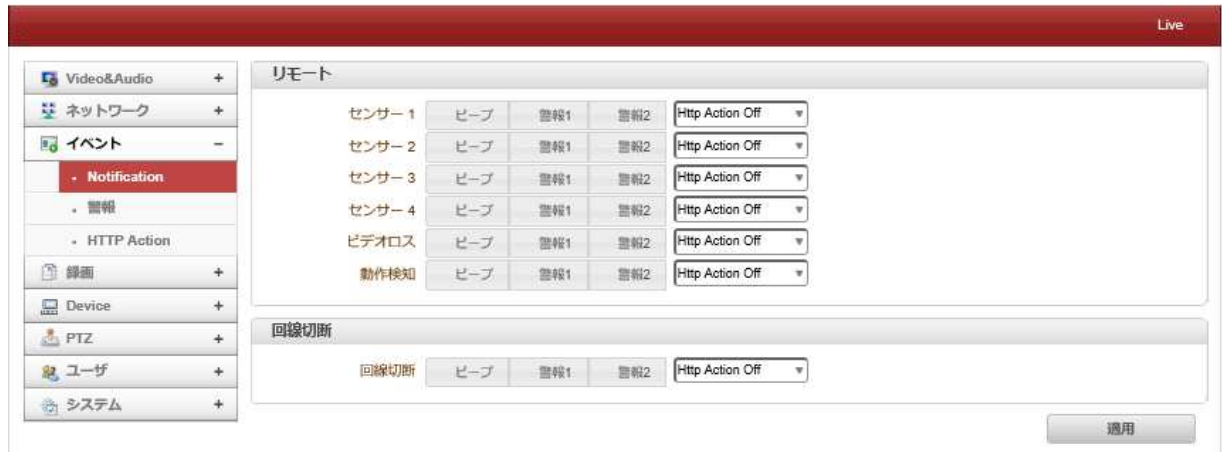 Live
Video&Audio +
ネットワーク +
イベント -
・ Notification
・ 警報
・ HTTP Action
録画 +
Device +
PTZ +
ユーザ +
システム +
リモート
センサー 1 ビープ 警報1 警報2 Http Action Off
センサー 2 ビープ 警報1 警報2 Http Action Off
センサー 3 ビープ 警報1 警報2 Http Action Off
センサー 4 ビープ 警報1 警報2 Http Action Off
ビデオロス ビープ 警報1 警報2 Http Action Off
動作検知 ビープ 警報1 警報2 Http Action Off
回線切断
回線切断 ビープ 警報1 警報2 Http Action Off
適用